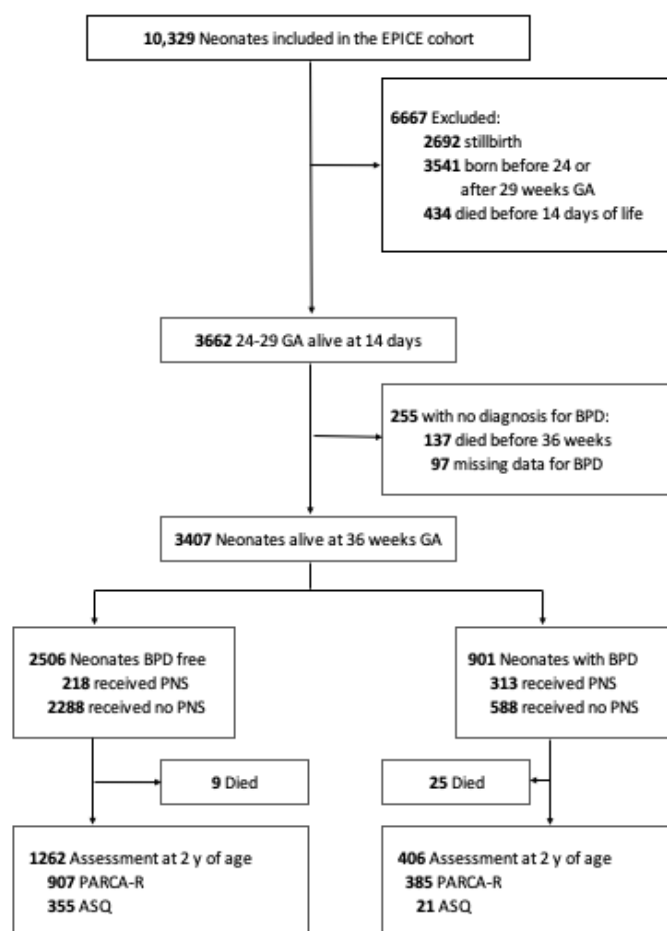 10,329 Neonates included in the EPICE cohort
6667 Excluded:
2692 stillbirth
3541 born before 24 or
after 29 weeks GA
434 died before 14 days of life
3662 24-29 GA alive at 14 days
255 with no diagnosis for BPD:
137 died before 36 weeks
97 missing data for BPD
3407 Neonates alive at 36 weeks GA
2506 Neonates BPD free
218 received PNS
2288 received no PNS
901 Neonates with BPD
313 received PNS
588 received no PNS
9 Died
25 Died
1262 Assessment at 2 y of age
907 PARCA-R
355 ASQ
406 Assessment at 2 y of age
385 PARCA-R
21 ASQ